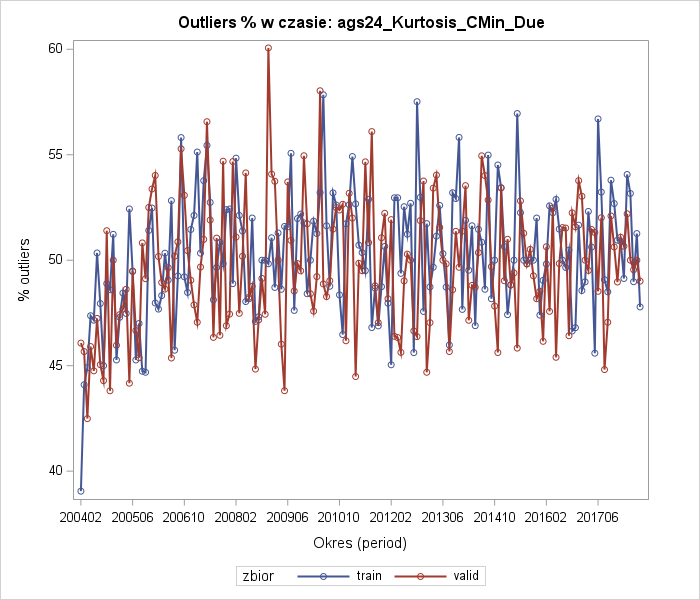 Outliers % w czasie: ags24_Kurtosis_CMin_Due
% outliers
60
55
50
45
40
200402 200506 200610 200802 200906 201010 201202 201306 201410 201602 201706
Okres (period)
zbior train valid